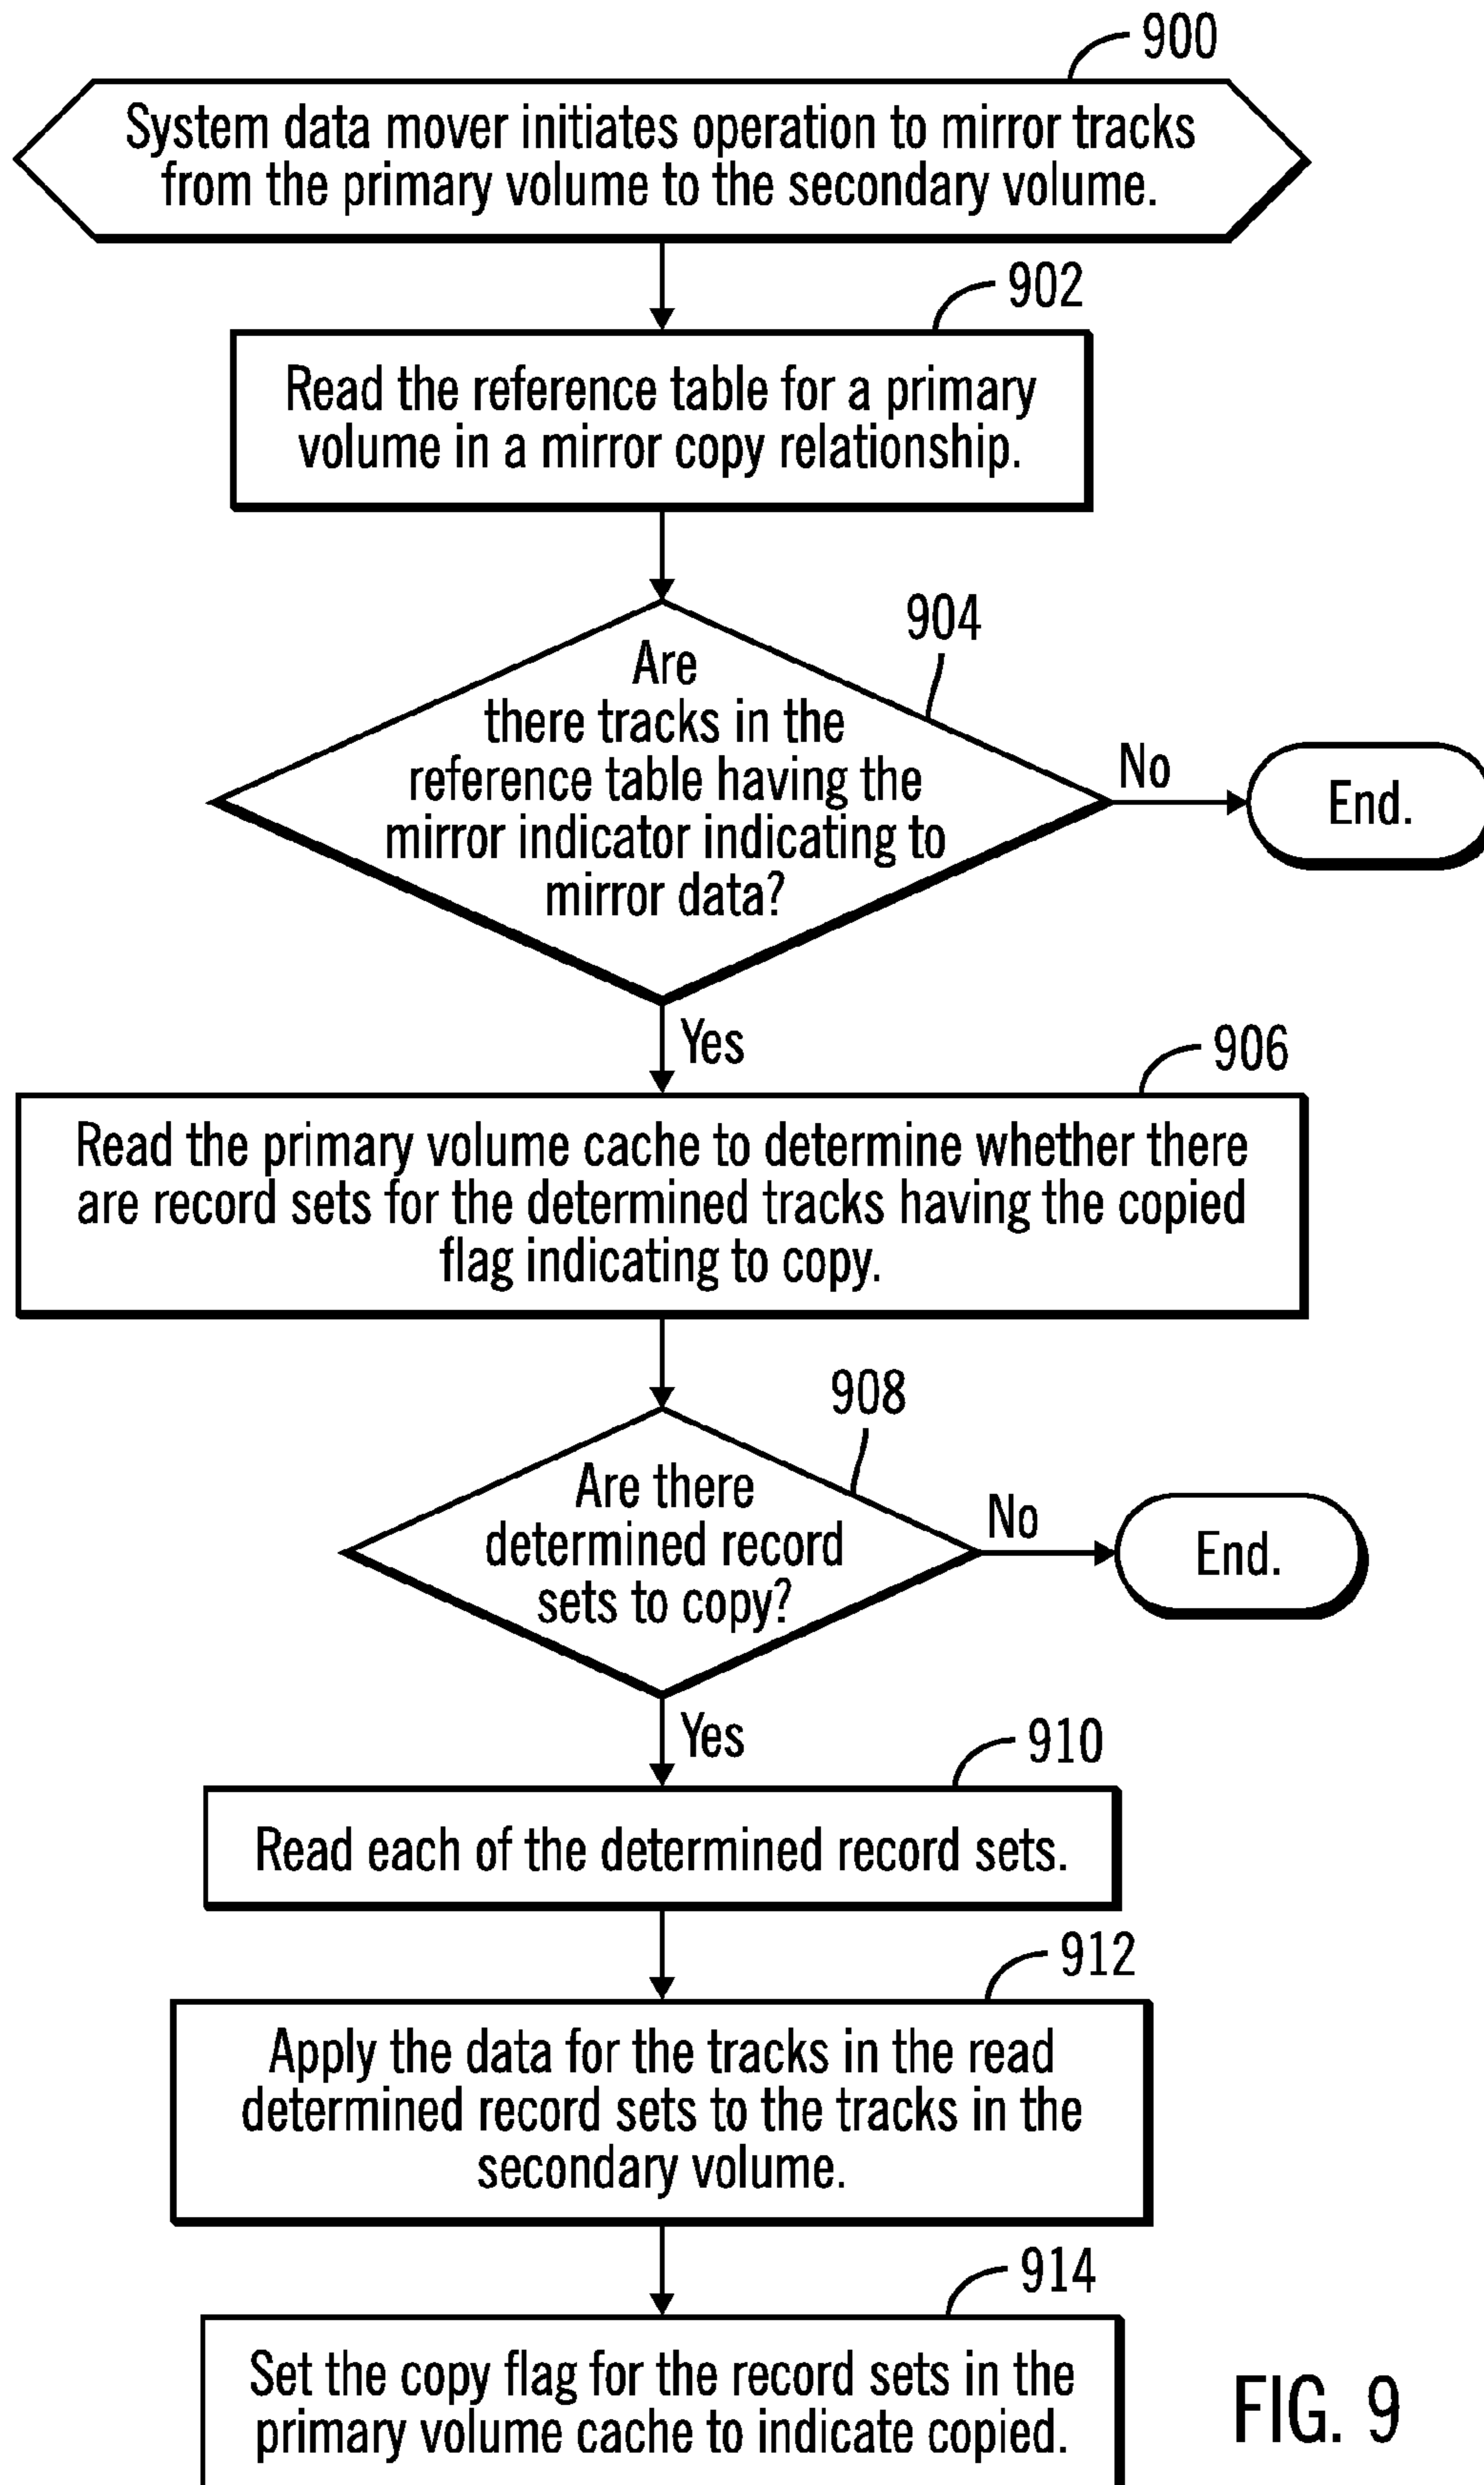 900
System data mover initiates operation to mirror tracks
from the primary volume to the secondary volume.
902
Read the reference table for a primary
volume in a mirror copy relationship.
904
Are
there tracks in the
reference table having the
mirror indicator indicating to
mirror data?
No
End.
Yes
906
Read the primary volume cache to determine whether there
are record sets for the determined tracks having the copied
flag indicating to copy.
908
Are there
determined record
sets to copy?
No
End.
Yes
910
Read each of the determined record sets.
912
Apply the data for the tracks in the read
determined record sets to the tracks in the
secondary volume.
914
Set the copy flag for the record sets in the
primary volume cache to indicate copied.
FIG. 9